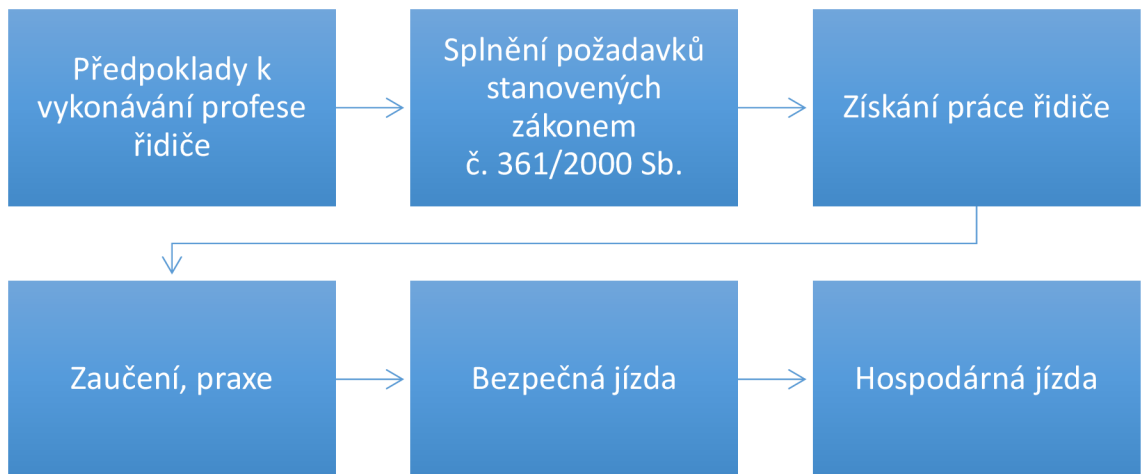 Předpoklady k
vykonávání profese
řidiče
Splnění požadavků
stanovených
zákonem
č. 361/2000 Sb.
Získání práce řidiče
Zaučení, praxe
Bezpečná jízda
Hospodárná jízda